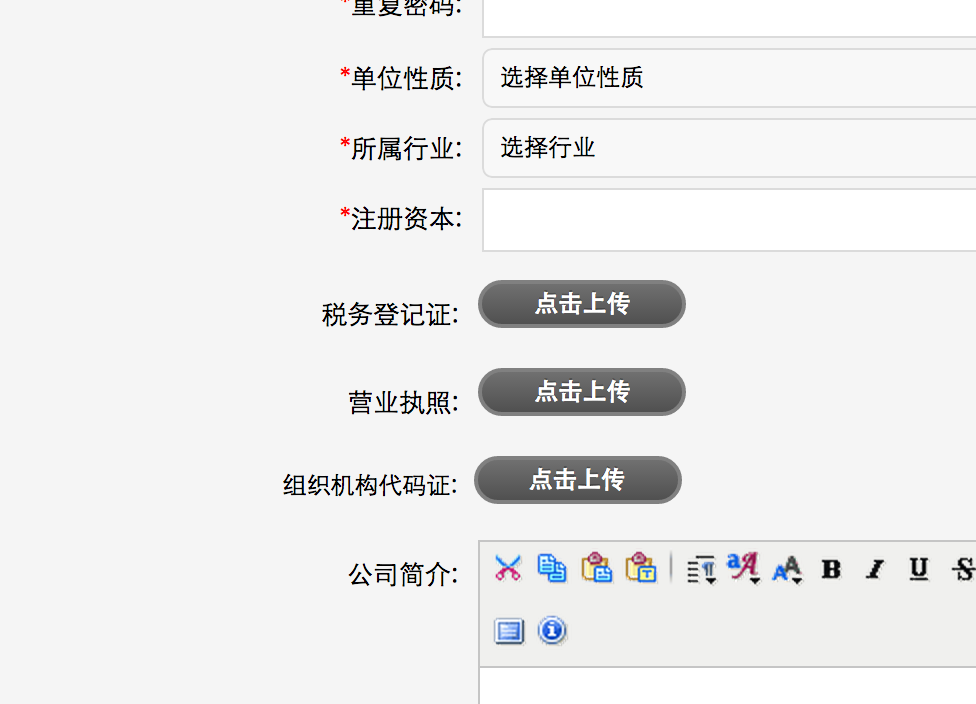 *重复密码:
*单位性质: 选择单位性质
*所属行业: 选择行业
*注册资本:
税务登记证: 点击上传
营业执照: 点击上传
组织机构代码证: 点击上传
公司简介: